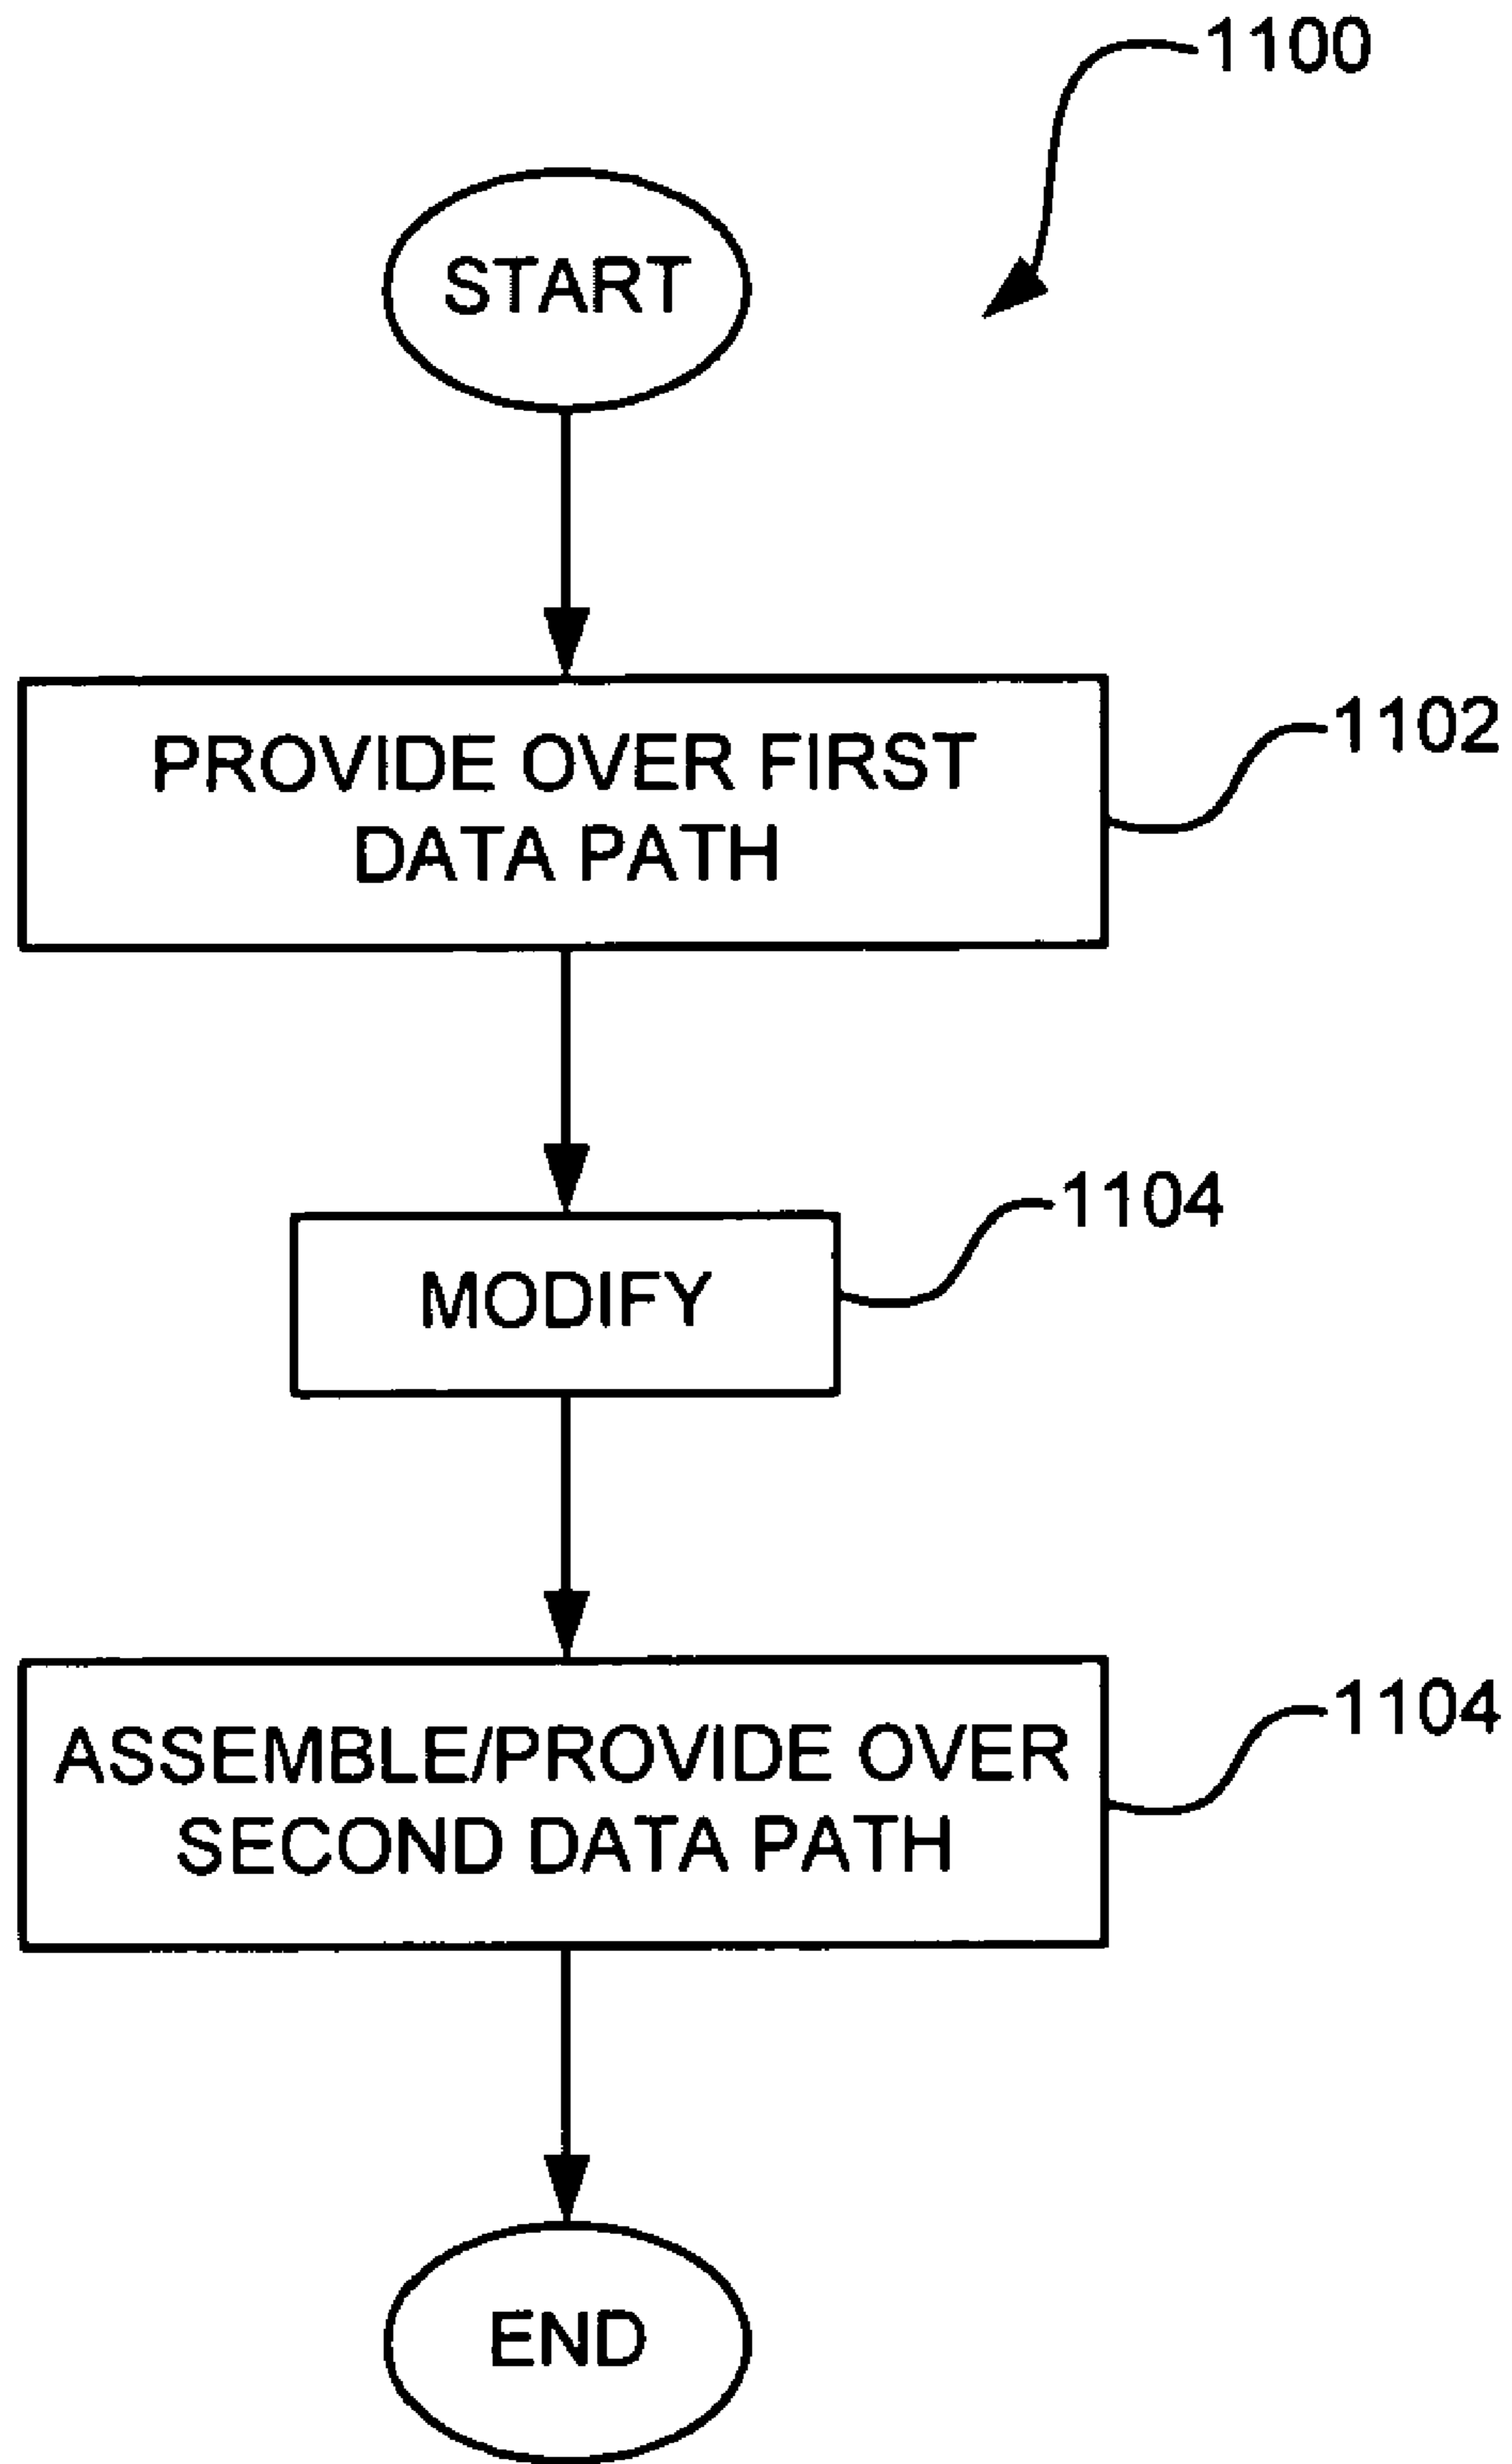 1100
START
PROVIDE OVER FIRST
DATA PATH
1102
MODIFY
1104
ASSEMBLE/PROVIDE OVER
SECOND DATA PATH
1104
END